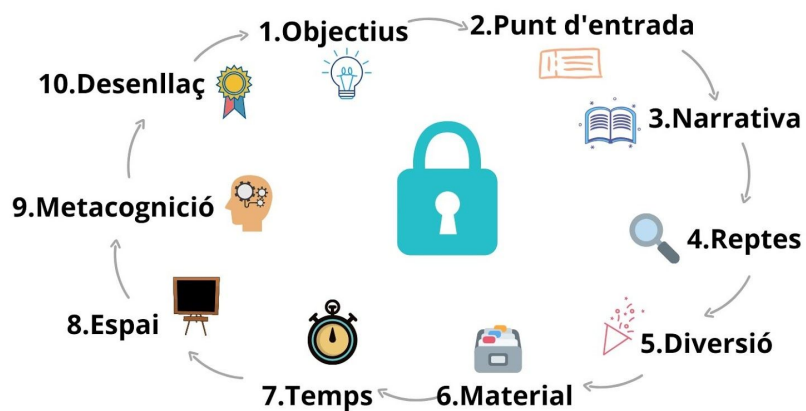 1.Objectius
2.Punt d'entrada
3.Narrativa
4.Reptes
5.Diversió
6.Material
7.Temps
8.Espai
9.Metacognició
10.Desenllaç